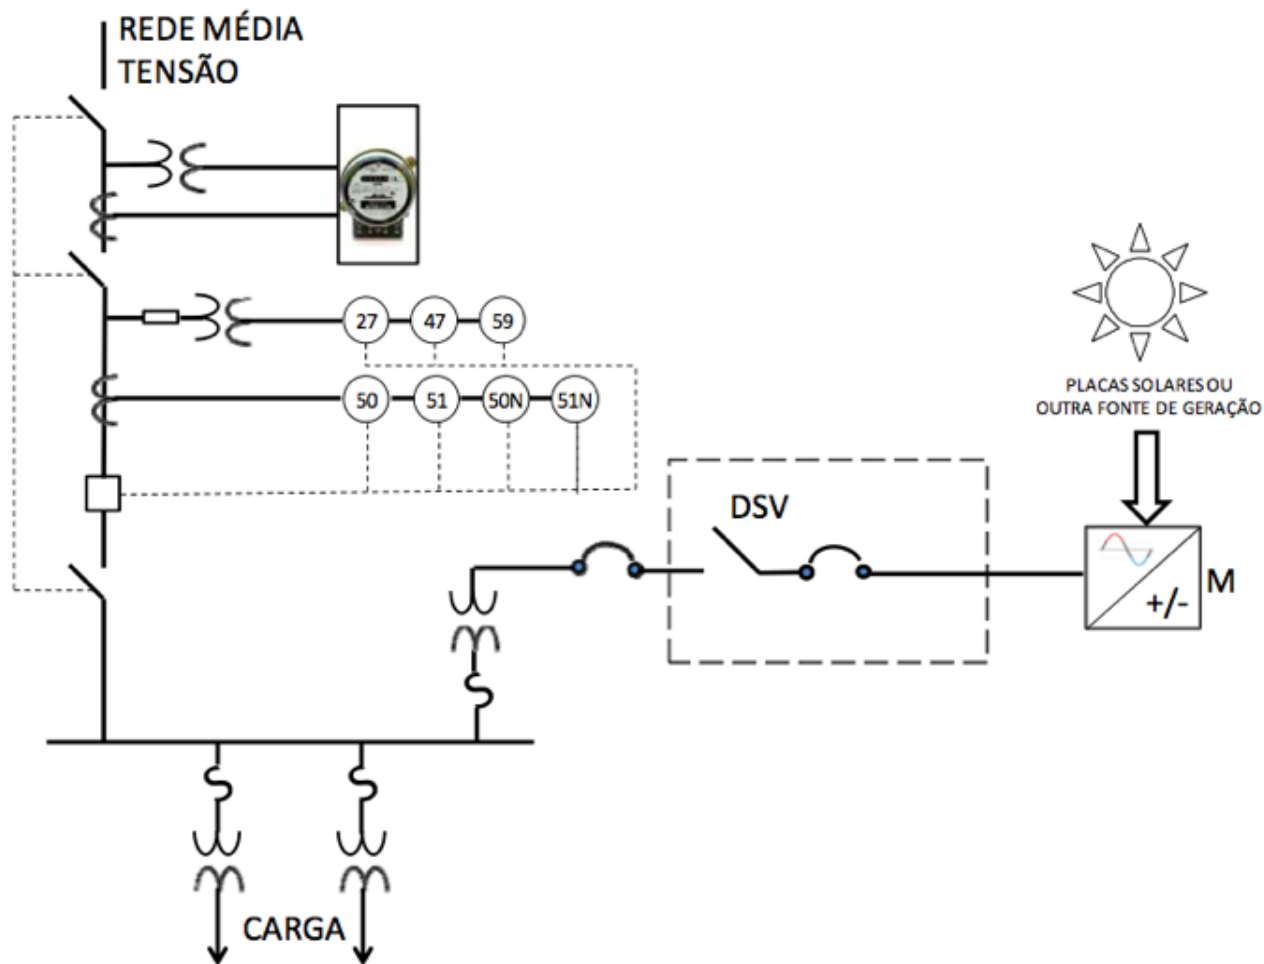 REDE MÉDIA
TENSÃO
27 47 59
50 51 50N 51N
PLACAS SOLARES OU
OUTRA FONTE DE GERAÇÃO
DSV
M
+/-
CARGA